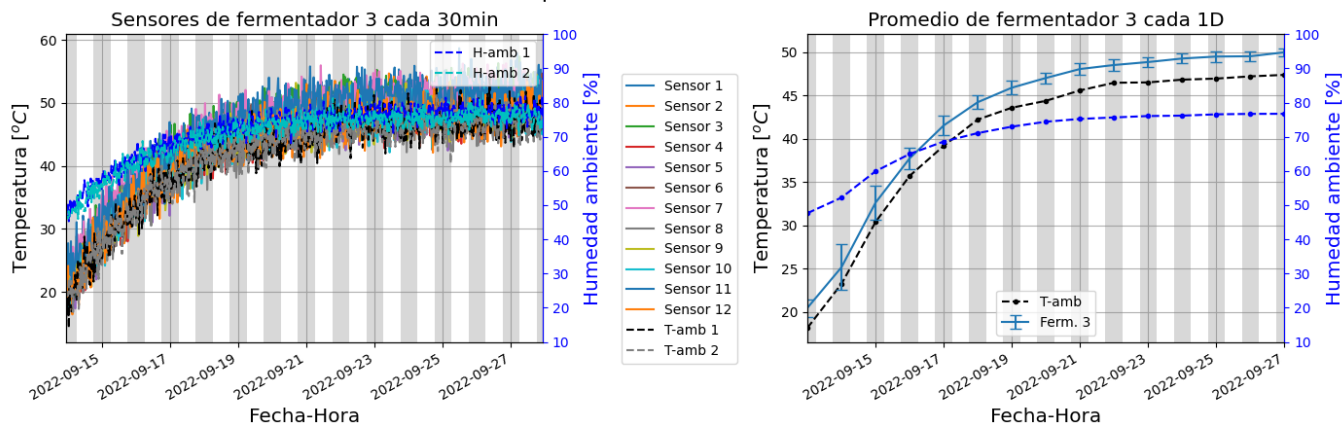 Sensores de fermentador 3 cada 30min
Temperatura [°C]
60
50
40
30
20
H-amb 1
H-amb 2
100
90
80
70
60
50
40
30
20
10
Humedad ambiente [%]
2022-09-15
2022-09-17
2022-09-19
2022-09-21
2022-09-23
2022-09-25
2022-09-27
Fecha-Hora
Sensor 1
Sensor 2
Sensor 3
Sensor 4
Sensor 5
Sensor 6
Sensor 7
Sensor 8
Sensor 9
Sensor 10
Sensor 11
Sensor 12
T-amb 1
T-amb 2
Promedio de fermentador 3 cada 1D
Temperatura [°C]
50
45
40
35
30
25
20
T-amb
Ferm. 3
100
90
80
70
60
50
40
30
20
10
Humedad ambiente [%]
2022-09-15
2022-09-17
2022-09-19
2022-09-21
2022-09-23
2022-09-25
2022-09-27
Fecha-Hora